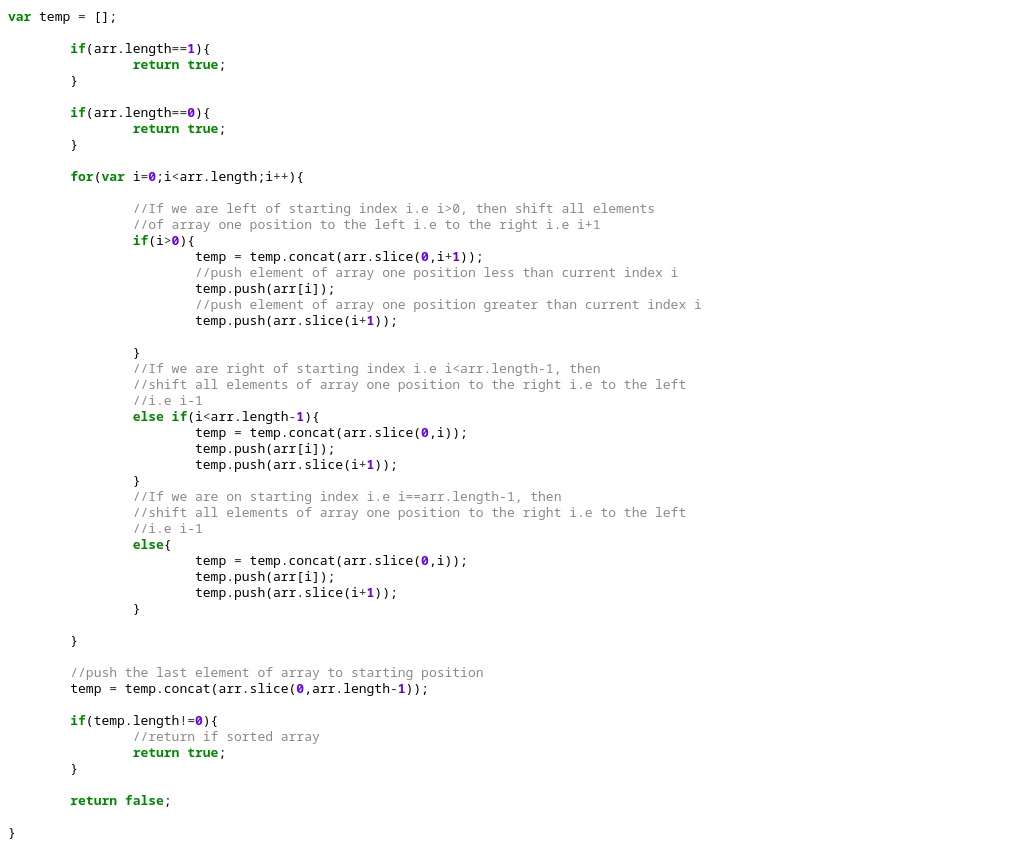 var temp = [];
if(arr.length==1){
return true;
}
if(arr.length==0){
return true;
}
for(var i=0;i<arr.length;i++){
//If we are left of starting index i.e i>0, then shift all elements
//of array one position to the left i.e to the right i.e i+1
if(i>0){
temp = temp.concat(arr.slice(0,i+1));
//push element of array one position less than current index i
temp.push(arr[i]);
//push element of array one position greater than current index i
temp.push(arr.slice(i+1));
}
//If we are right of starting index i.e i<arr.length-1, then
//shift all elements of array one position to the right i.e to the left
//i.e i-1
else if(i<arr.length-1){
temp = temp.concat(arr.slice(0,i));
temp.push(arr[i]);
temp.push(arr.slice(i+1));
}
//If we are on starting index i.e i==arr.length-1, then
//shift all elements of array one position to the right i.e to the left
//i.e i-1
else{
temp = temp.concat(arr.slice(0,i));
temp.push(arr[i]);
temp.push(arr.slice(i+1));
}
}
//push the last element of array to starting position
temp = temp.concat(arr.slice(0,arr.length-1));
if(temp.length!=0){
//return if sorted array
return true;
}
return false;
}